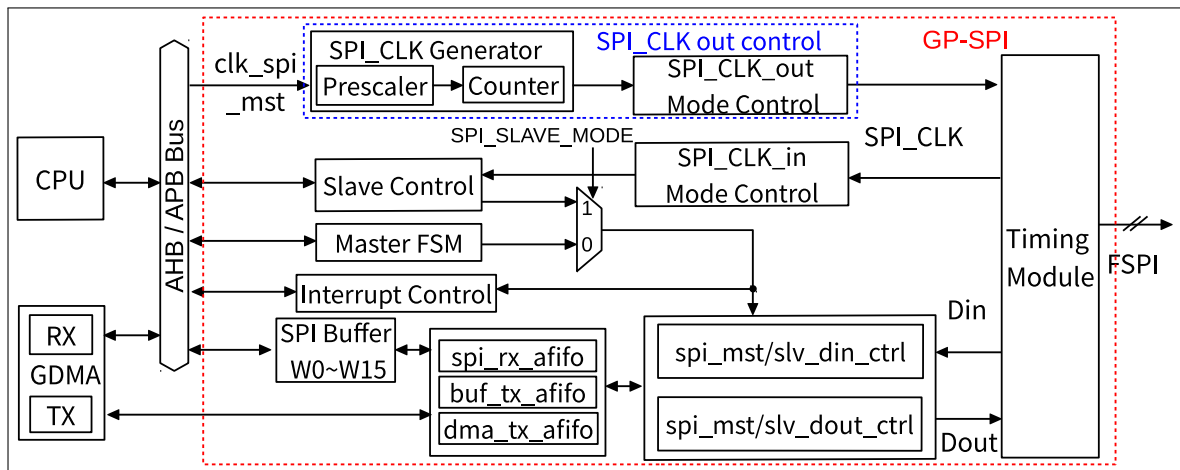 SPI_CLK Generator
SPI_CLK out control
GP-SPI
clk_spi
_mst
Prescaler
Counter
SPI_CLK_out
Mode Control
SPI_SLAVE_MODE
SPI_CLK
CPU
AHB / APB Bus
Slave Control
SPI_CLK_in
Mode Control
1
0
Master FSM
Timing
Module
FSPI
Interrupt Control
Din
RX
GDMA
TX
SPI Buffer
W0~W15
spi_rx_afifo
buf_tx_afifo
dma_tx_afifo
spi_mst/slv_din_ctrl
spi_mst/slv_dout_ctrl
Dout